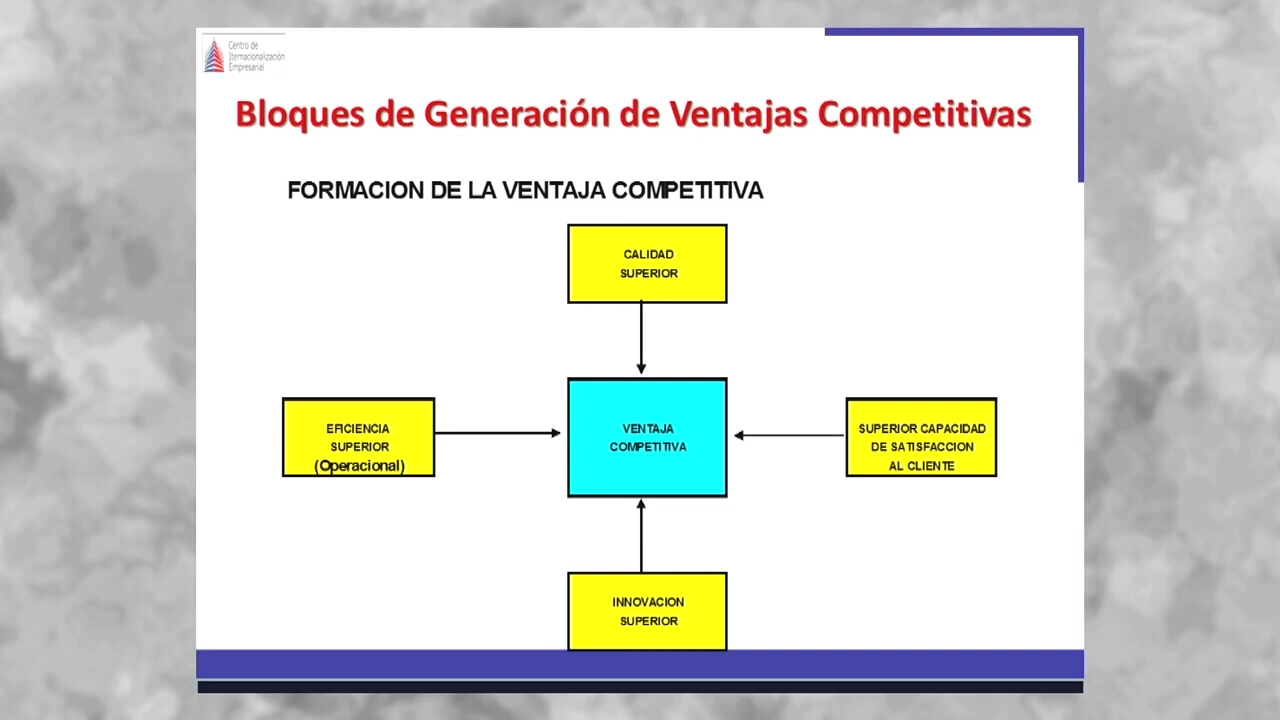 Centro de
Iternacionalización
Empresarial
Bloques de Generación de Ventajas Competitivas
FORMACION DE LA VENTAJA COMPETITIVA
CALIDAD
SUPERIOR
EFICIENCIA
SUPERIOR
(Operacional)
VENTAJA
COMPETITIVA
SUPERIOR CAPACIDAD
DE SATISFACCION
AL CLIENTE
INNOVACION
SUPERIOR